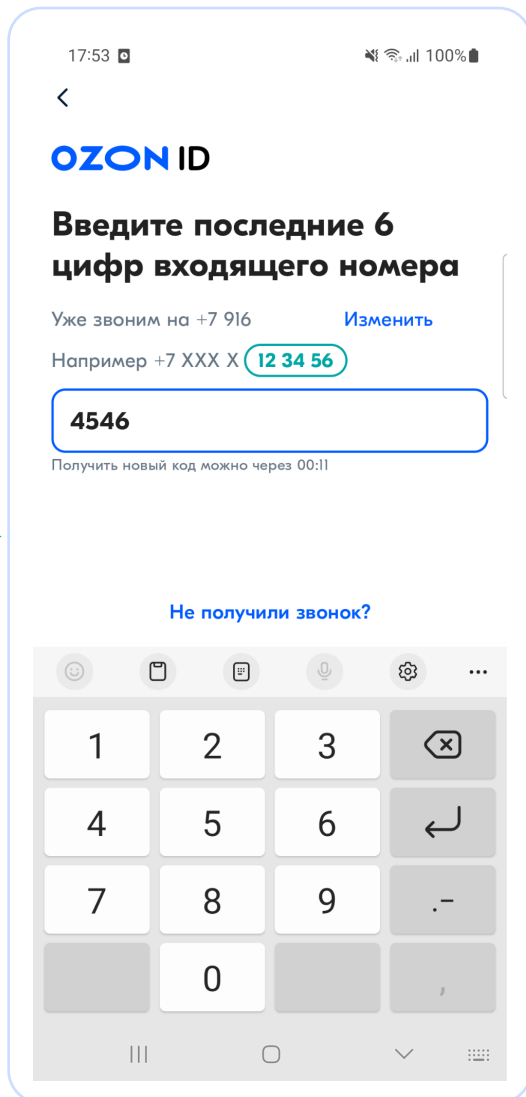 17:53 100%
OZON ID
Введите последние 6
цифр входящего номера
Уже звоним на +7 916 Изменить
Например +7 XXX X 12 34 56
4546
Получить новый код можно через 00:11
Не получили звонок?
1 2 3
4 5 6
7 8 9 .-
0 ,